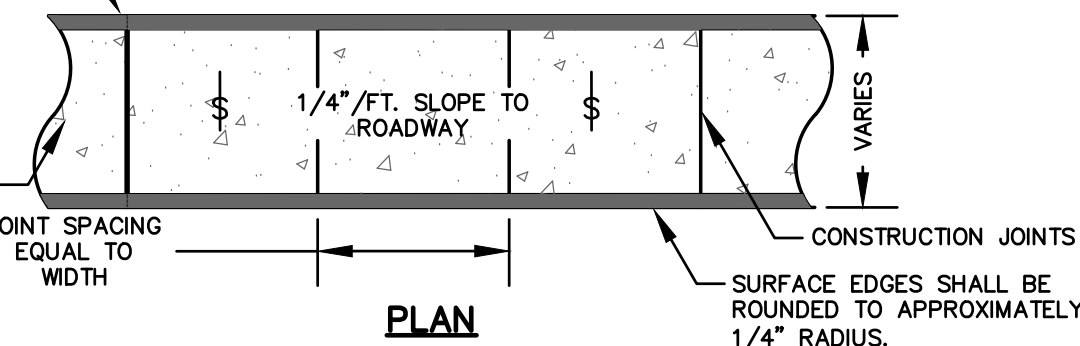 S
1/4"/FT. SLOPE TO
ROADWAY
S
VARIES
JOINT SPACING
EQUAL TO
WIDTH
CONSTRUCTION JOINTS
SURFACE EDGES SHALL BE
ROUNDED TO APPROXIMATELY
1/4" RADIUS.
PLAN